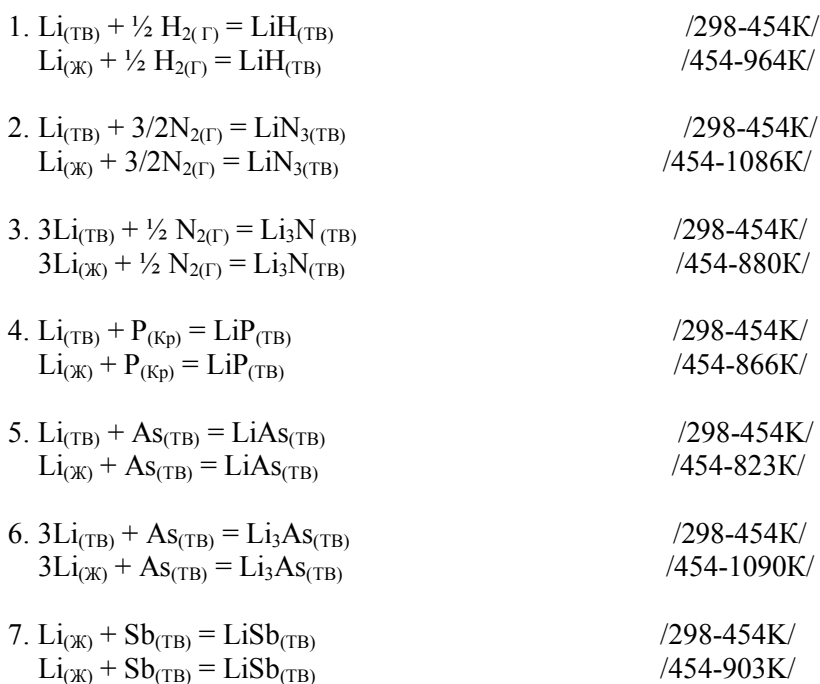 1. Li(ТВ) + ½ H2( Г) = LiH(ТВ) /298-454К/
Li(Ж) + ½ H2(Г) = LiH(ТВ) /454-964К/
2. Li(ТВ) + 3/2N2(Г) = LiN3(ТВ) /298-454К/
Li(Ж) + 3/2N2(Г) = LiN3(ТВ) /454-1086К/
3. 3Li(ТВ) + ½ N2(Г) = Li3N (ТВ) /298-454К/
3Li(Ж) + ½ N2(Г) = Li3N(ТВ) /454-880К/
4. Li(ТВ) + P(Кр) = LiP(ТВ) /298-454К/
Li(Ж) + P(Кр) = LiP(ТВ) /454-866К/
5. Li(ТВ) + As(ТВ) = LiAs(ТВ) /298-454К/
Li(Ж) + As(ТВ) = LiAs(ТВ) /454-823К/
6. 3Li(ТВ) + As(ТВ) = Li3As(ТВ) /298-454К/
3Li(Ж) + As(ТВ) = Li3As(ТВ) /454-1090К/
7. Li(Ж) + Sb(ТВ) = LiSb(ТВ) /298-454К/
Li(Ж) + Sb(ТВ) = LiSb(ТВ) /454-903К/